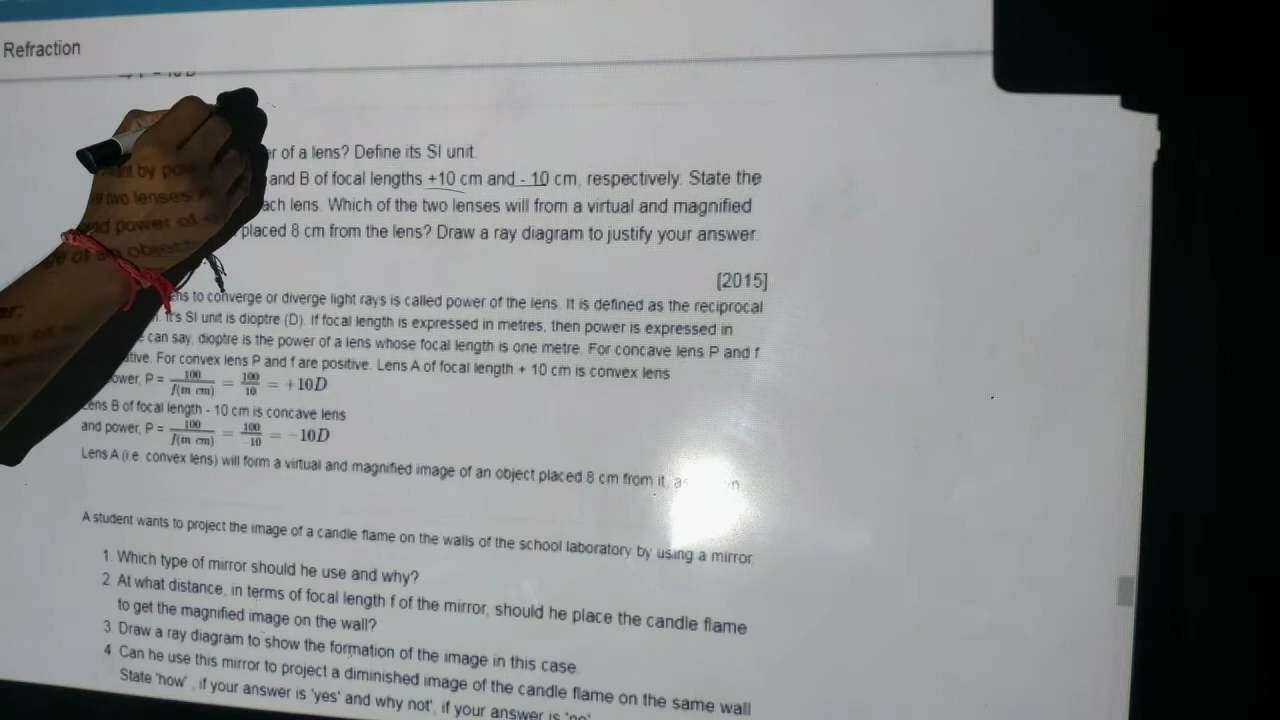 Refraction
of a lens? Define its SI unit.
and B of focal lengths +10 cm and - 10 cm, respectively. State the
ach lens. Which of the two lenses will from a virtual and magnified
placed 8 cm from the lens? Draw a ray diagram to justify your answer.
[2015]
to converge or diverge light rays is called power of the lens. It is defined as the reciprocal
It's SI unit is dioptre (D). If focal length is expressed in metres, then power is expressed in
can say, dioptre is the power of a lens whose focal length is one metre. For concave lens P and f
ative. For convex lens P and f are positive. Lens A of focal length + 10 cm is convex lens
ower, P = 100/f(in cm) = 100/10 = +10D
Lens B of focal length - 10 cm is concave lens
and power, P = 100/f(in cm) = 100/-10 = -10D
Lens A (i.e. convex lens) will form a virtual and magnified image of an object placed 8 cm from it,
A student wants to project the image of a candle flame on the walls of the school laboratory by using a mirror
1. Which type of mirror should he use and why?
2. At what distance, in terms of focal length f of the mirror, should he place the candle flame
to get the magnified image on the wall?
3. Draw a ray diagram to show the formation of the image in this case.
4. Can he use this mirror to project a diminished image of the candle flame on the same wall
State 'how', if your answer is 'yes' and why not', if your answer is